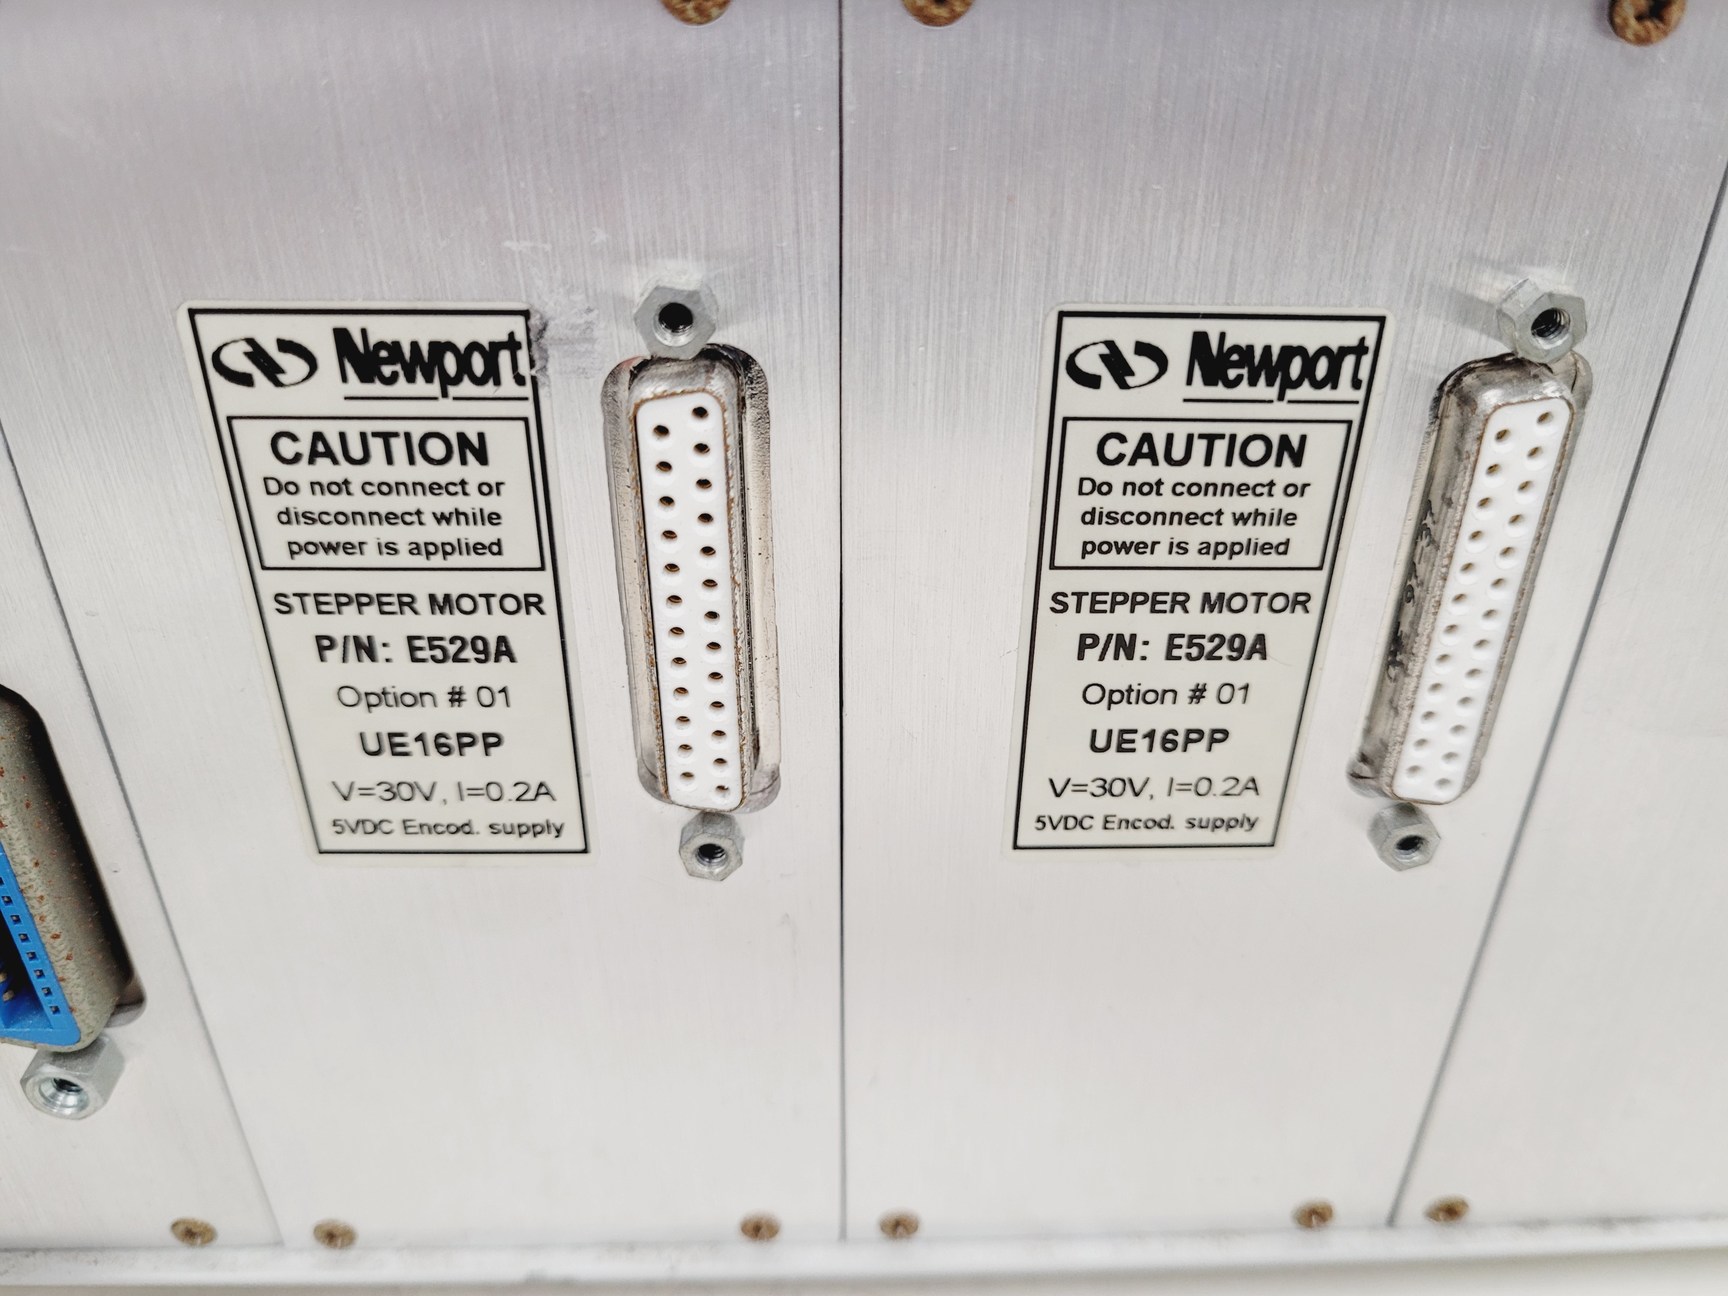 Newport
CAUTION
Do not connect or
disconnect while
power is applied
STEPPER MOTOR
P/N: E529A
Option # 01
UE16PP
V=30V, I=0.2A
5VDC Encod. supply
Newport
CAUTION
Do not connect or
disconnect while
power is applied
STEPPER MOTOR
P/N: E529A
Option # 01
UE16PP
V=30V, I=0.2A
5VDC Encod. supply